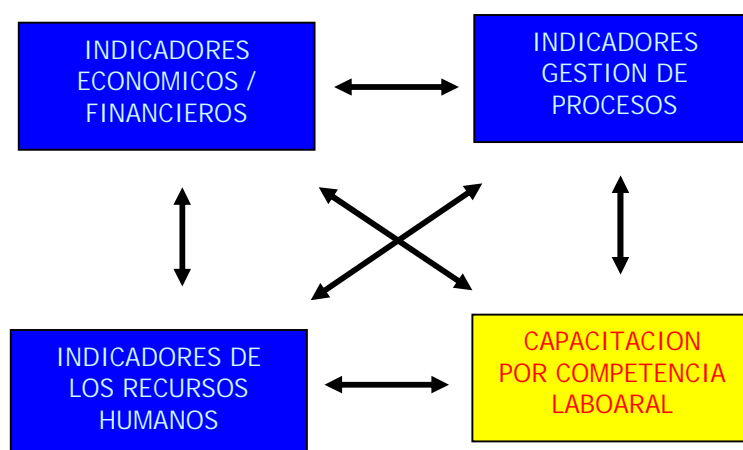 INDICADORES
ECONOMICOS /
FINANCIEROS
INDICADORES
GESTION DE
PROCESOS
INDICADORES DE
LOS RECURSOS
HUMANOS
CAPACITACION
POR COMPETENCIA
LABOARAL